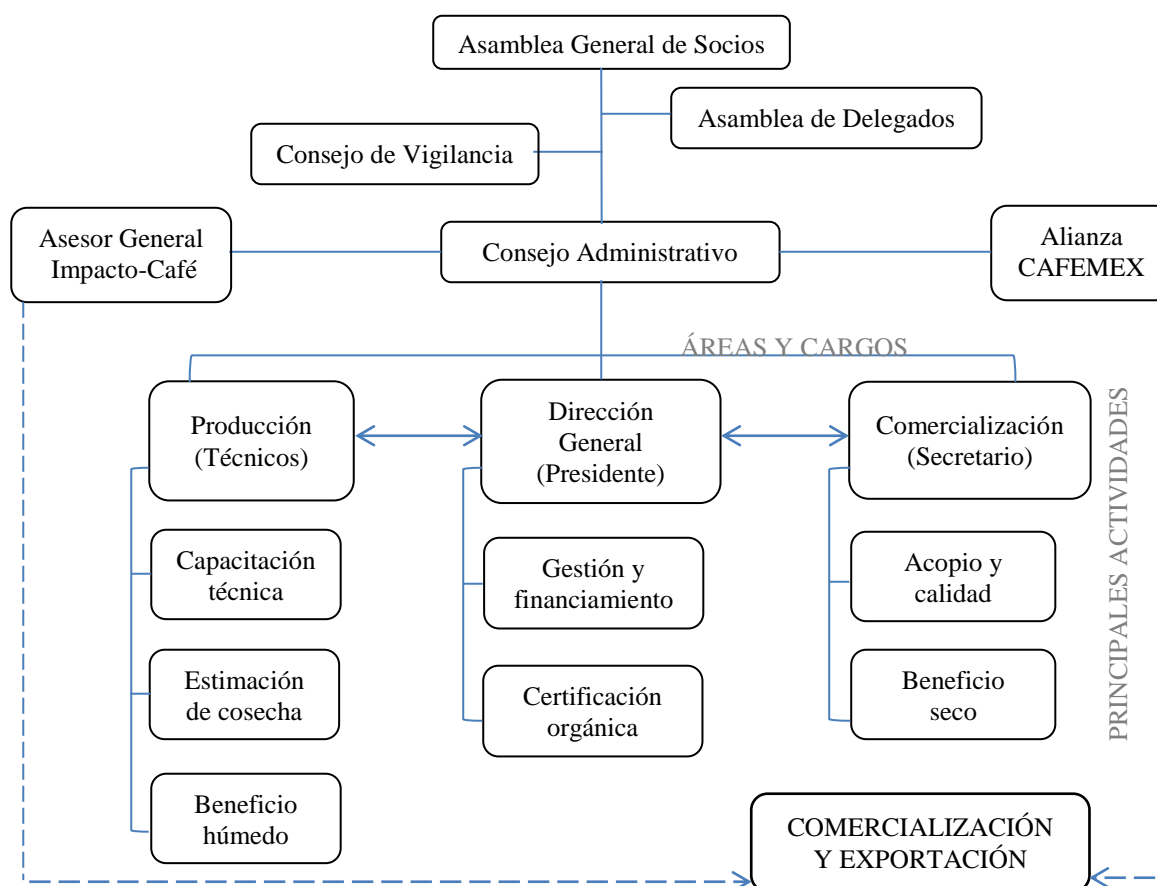 Asamblea General de Socios
Asamblea de Delegados
Consejo de Vigilancia
Asesor General
Impacto-Café
Consejo Administrativo
Alianza
CAFEMEX
ÁREAS Y CARGOS
Producción
(Técnicos)
Dirección
General
(Presidente)
Comercialización
(Secretario)
PRINCIPALES ACTIVIDADES
Capacitación
técnica
Gestión y
financiamiento
Acopio y
calidad
Estimación
de cosecha
Certificación
orgánica
Beneficio
seco
Beneficio
húmedo
COMERCIALIZACIÓN
Y EXPORTACIÓN